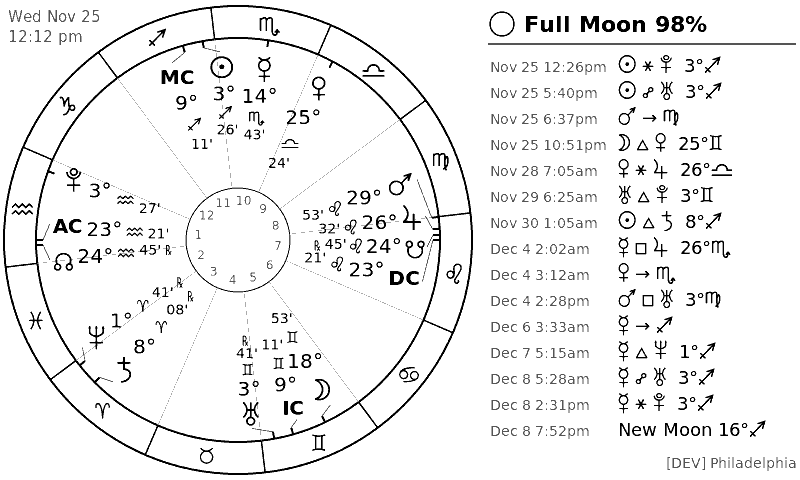 Wed Nov 25
12:12 pm
○ Full Moon 98%
Nov 25 12:26pm ☉ ⚹ ♇ 3°♐
Nov 25 5:40pm ☉ ☍ ♅ 3°♐
Nov 25 6:37pm ♂ → ♍
Nov 25 10:51pm ☽ △ ♀ 25°♊
Nov 28 7:05am ♀ ⚹ ♃ 26°♎
Nov 29 6:25am ♅ △ ♇ 3°♊
Nov 30 1:05am ☉ △ ♄ 8°♐
Dec 4 2:02am ☿ □ ♃ 26°♏
Dec 4 3:12am ♀ → ♏
Dec 4 2:28pm ♂ □ ♅ 3°♍
Dec 6 3:33am ☿ → ♐
Dec 7 5:15am ☿ △ ♆ 1°♐
Dec 8 5:28am ☿ ☍ ♅ 3°♐
Dec 8 2:31pm ☿ ⚹ ♇ 3°♐
Dec 8 7:52pm New Moon 16°♐
[DEV] Philadelphia
♐
♏
♎
♍
♌
♋
♊
♉
♈
♓
♒
♑
MC 9° ♐ 11'
☉ 3° ♐ 26'
☿ 14° ♏ 43'
♀ 25° ♎ 24'
♂ 29° ♌ 53'
♃ 26° ♌ 32'
☋ 24° ♌ 45' ℞
DC 23° ♌ 21'
☽ 18° ♊ 53'
IC 9° ♊ 11'
♅ 3° ♊ 41' ℞
♄ 8° ♈ 08' ℞
♆ 1° ♈ 41' ℞
☊ 24° ♒ 45' ℞
AC 23° ♒ 21'
♇ 3° ♒ 27'
1
2
3
4
5
6
7
8
9
10
11
12